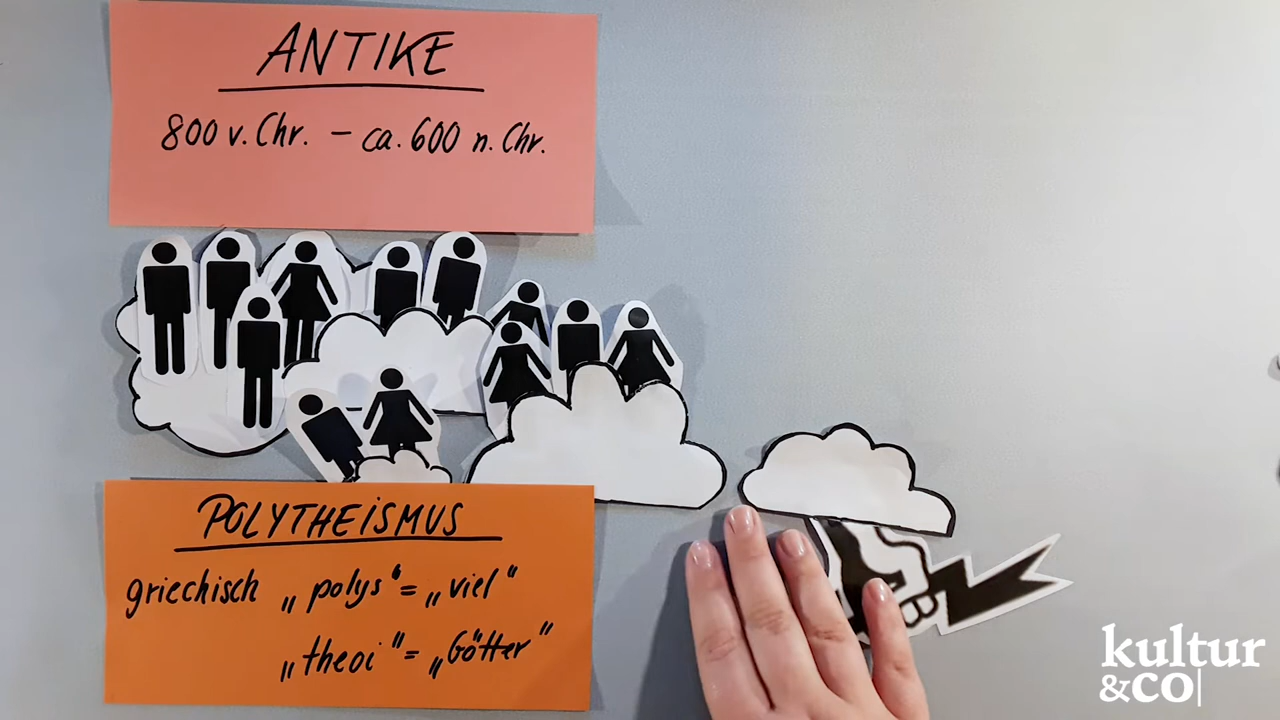 ANTIKE
800 v. Chr. – ca. 600 n. Chr.
POLYTHEISMUS
griechisch „polys“ = „viel“
„theoi“ = „Götter“
kultur
&co|